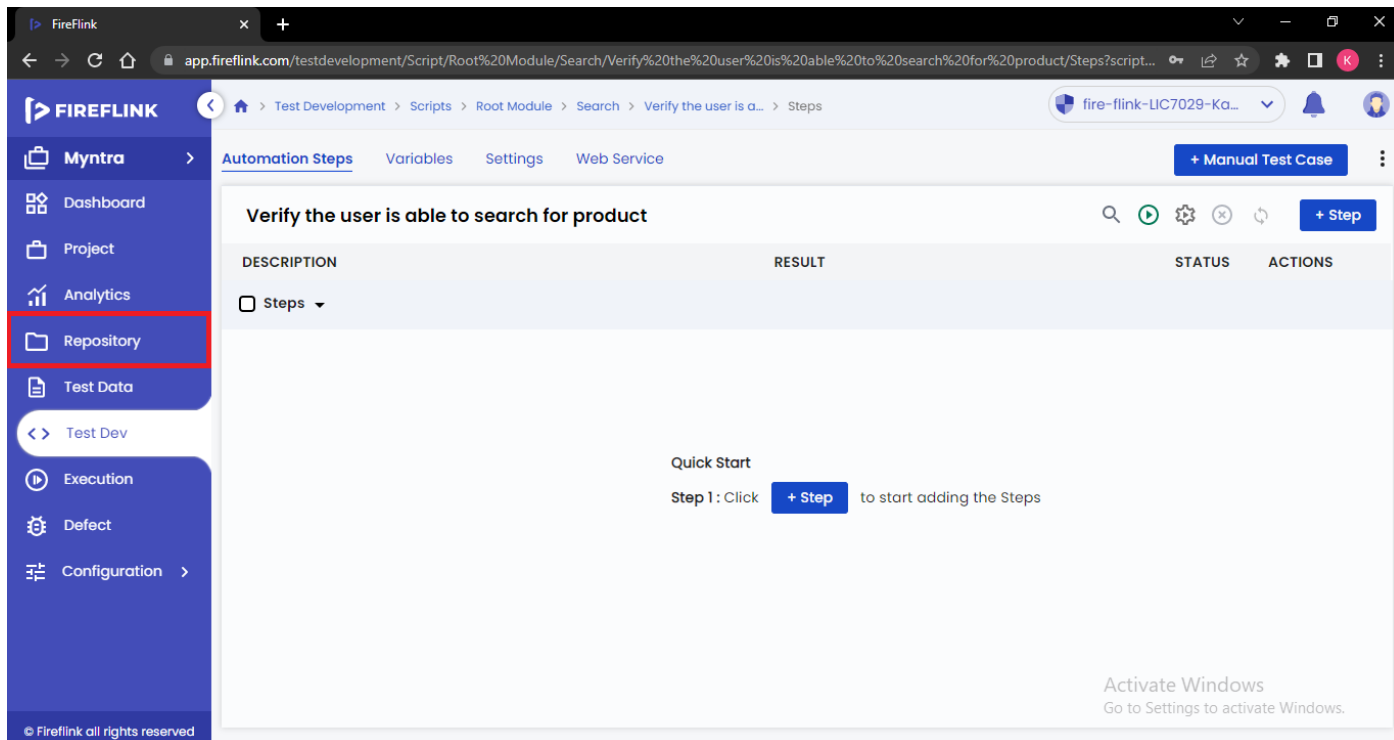 FireFlink
app.fireflink.com/testdevelopment/Script/Root%20Module/Search/Verify%20the%20user%20is%20able%20to%20search%20for%20product/Steps?script...
K
FIREFLINK
> Test Development > Scripts > Root Module > Search > Verify the user is a... > Steps
fire-flink-LIC7029-Ka...
Myntra >
Automation Steps Variables Settings Web Service
+ Manual Test Case
Dashboard
Verify the user is able to search for product
+ Step
Project
DESCRIPTION RESULT STATUS ACTIONS
Analytics
Steps
Repository
Test Data
Test Dev
Quick Start
Execution
Step 1 : Click + Step to start adding the Steps
Defect
Configuration >
Activate Windows
Go to Settings to activate Windows.
© Fireflink all rights reserved